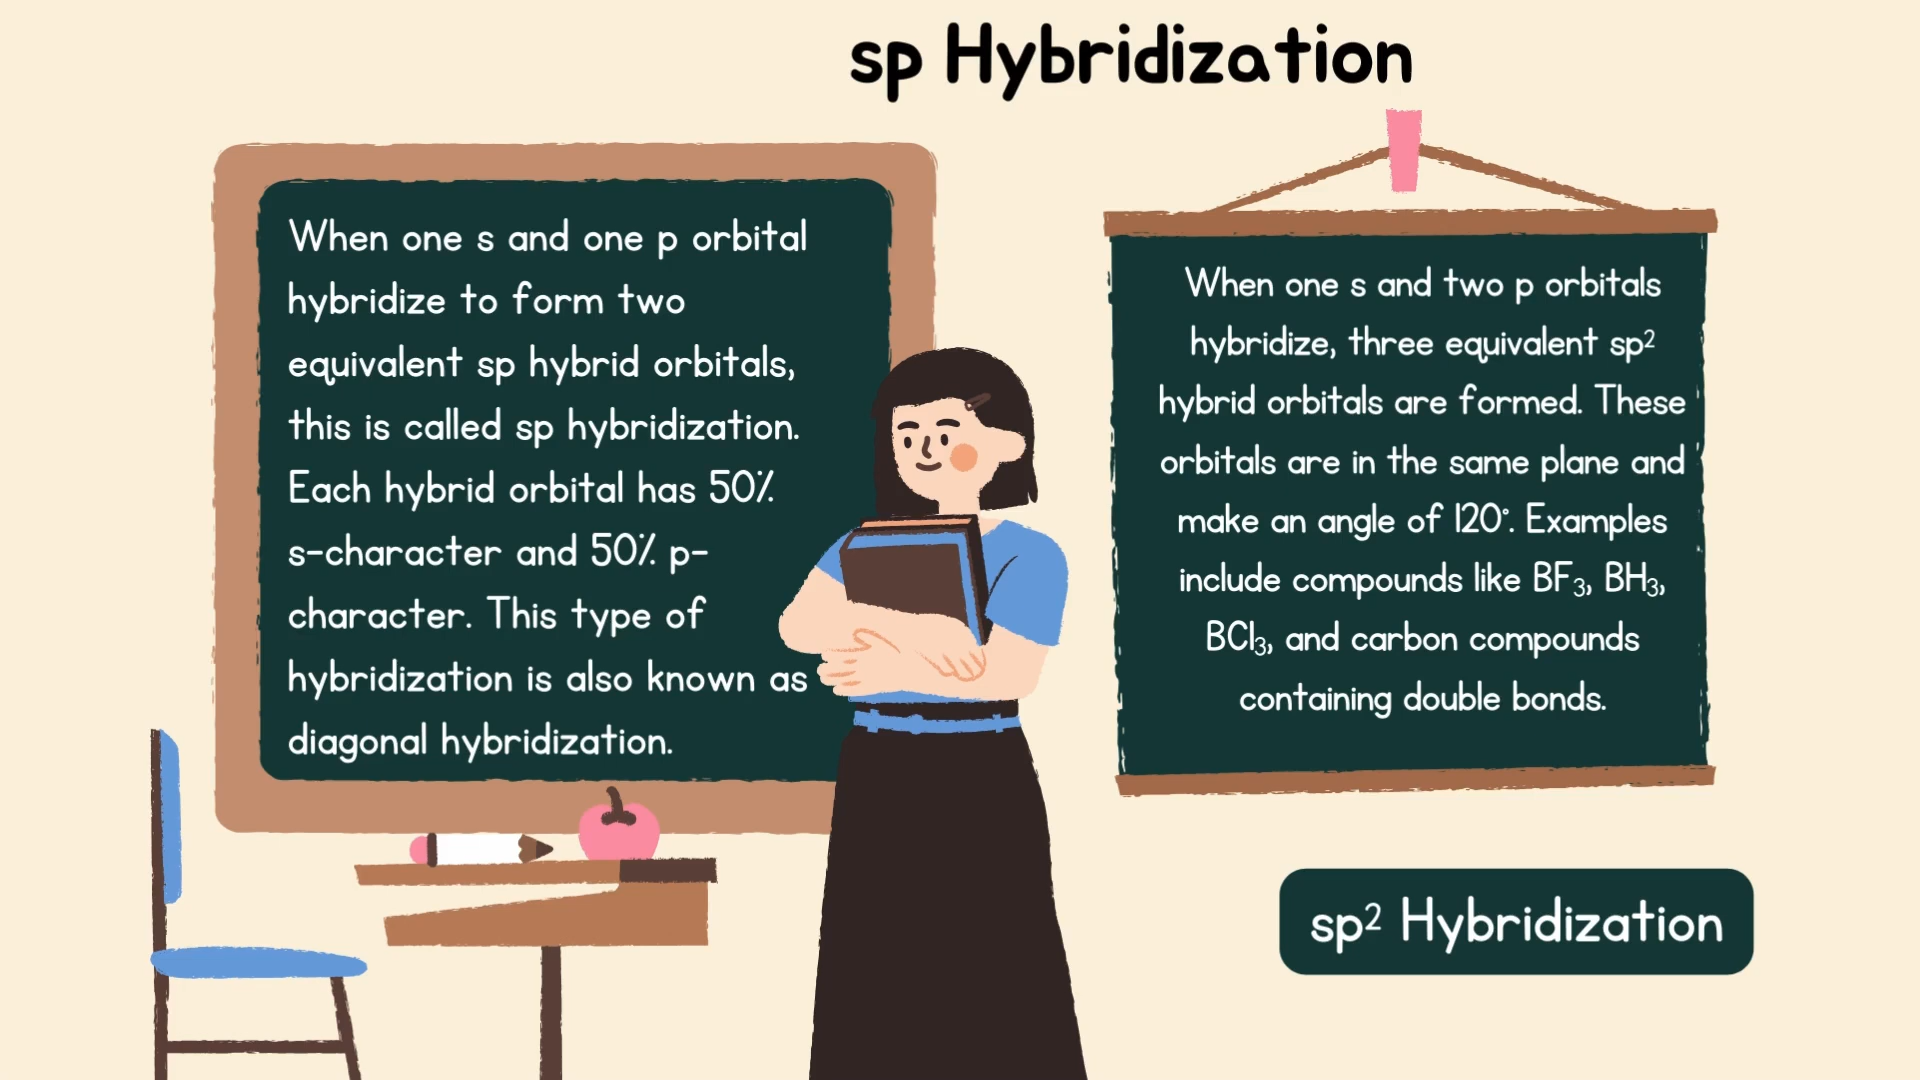 sp Hybridization
When one s and one p orbital
hybridize to form two
equivalent sp hybrid orbitals,
this is called sp hybridization.
Each hybrid orbital has 50%
s-character and 50% p-
character. This type of
hybridization is also known as
diagonal hybridization.
When one s and two p orbitals
hybridize, three equivalent sp²
hybrid orbitals are formed. These
orbitals are in the same plane and
make an angle of 120°. Examples
include compounds like BF₃, BH₃,
BCl₃, and carbon compounds
containing double bonds.
sp² Hybridization